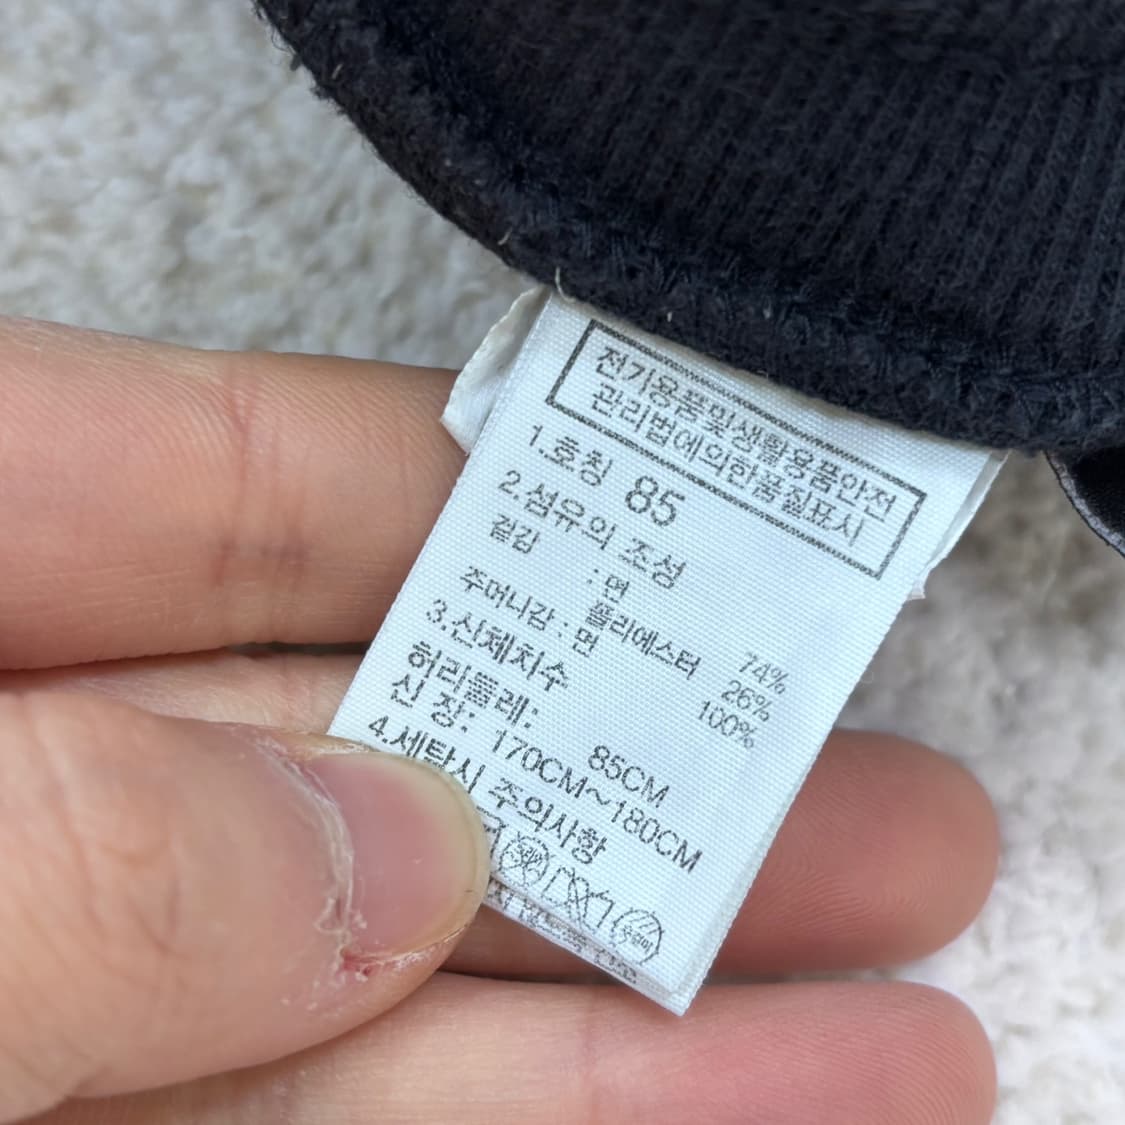 전기용품및생활용품안전
관리법에의한품질표시
1.호칭 85
2.섬유의 조성
겉감 : 면 74%
폴리에스터 26%
주머니감 : 면 100%
3.신체치수
허리둘레: 85CM
신 장: 170CM~180CM
4.세탁시 주의사항